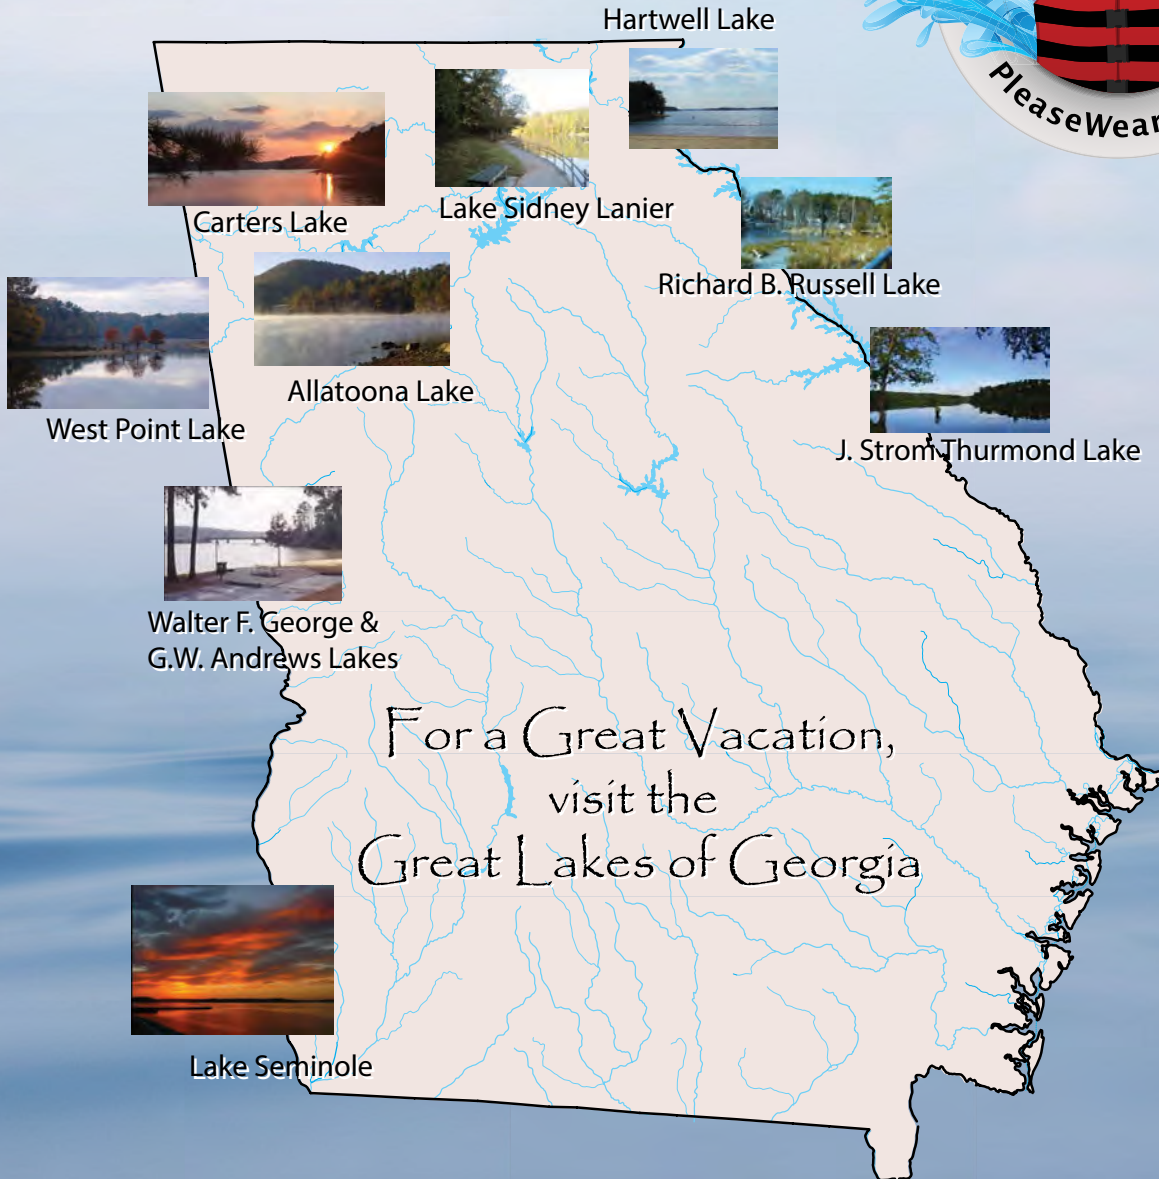 Hartwell Lake
PleaseWear
Carters Lake
Lake Sidney Lanier
Richard B. Russell Lake
West Point Lake
Allatoona Lake
J. Strom Thurmond Lake
Walter F. George &
G.W. Andrews Lakes
For a Great Vacation,
visit the
Great Lakes of Georgia
Lake Seminole